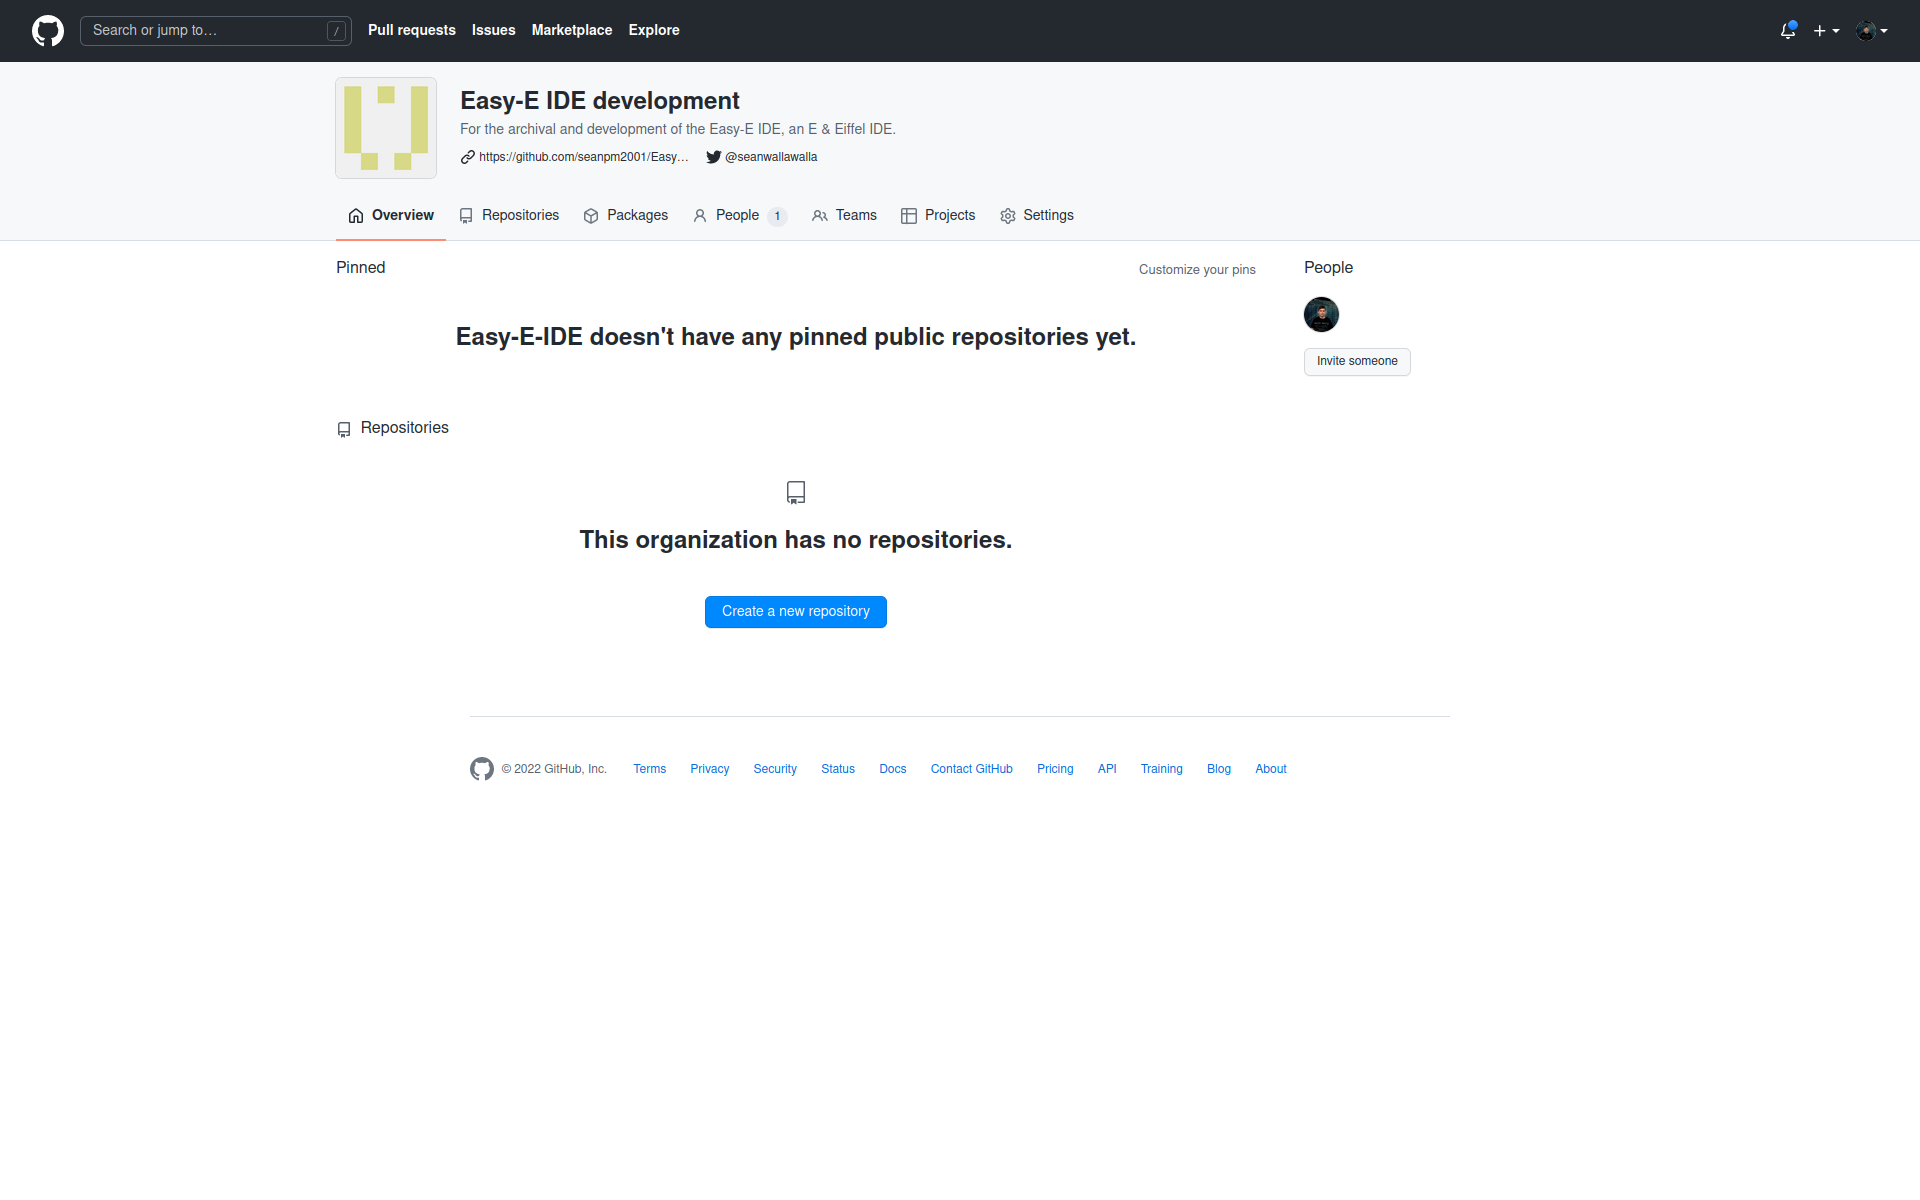 Search or jump to… /
Pull requests Issues Marketplace Explore
Easy-E IDE development
For the archival and development of the Easy-E IDE, an E & Eiffel IDE.
https://github.com/seanpm2001/Easy… @seanwallawalla
Overview Repositories Packages People 1 Teams Projects Settings
Pinned
Customize your pins
Easy-E-IDE doesn't have any pinned public repositories yet.
People
Invite someone
Repositories
This organization has no repositories.
Create a new repository
© 2022 GitHub, Inc. Terms Privacy Security Status Docs Contact GitHub Pricing API Training Blog About